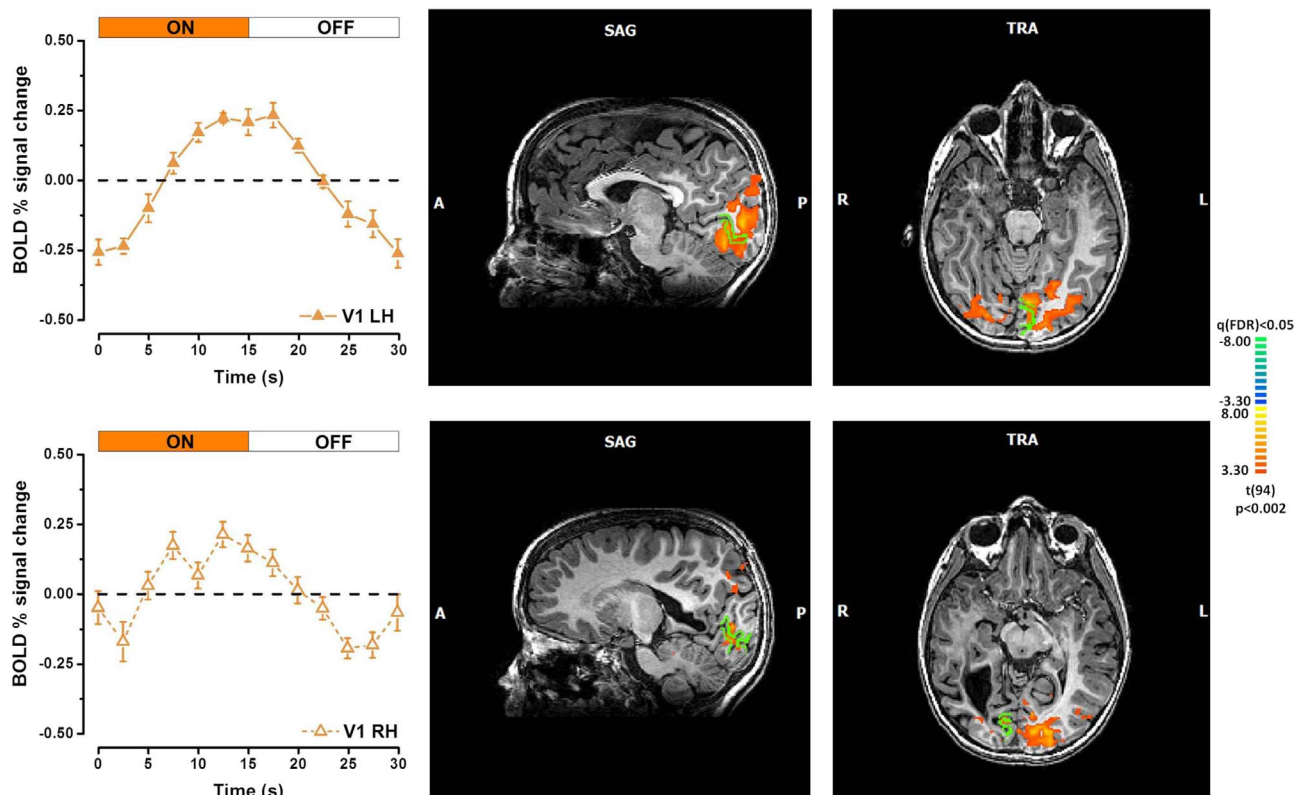 ON OFF
0.50
0.25
0.00
-0.25
-0.50
BOLD % signal change
V1 LH
0 5 10 15 20 25 30
Time (s)
SAG
A P
TRA
R L
q(FDR)<0.05
-8.00
-3.30
8.00
3.30
t(94)
p<0.002
ON OFF
0.50
0.25
0.00
-0.25
-0.50
BOLD % signal change
V1 RH
0 5 10 15 20 25 30
Time (s)
SAG
A P
TRA
R L